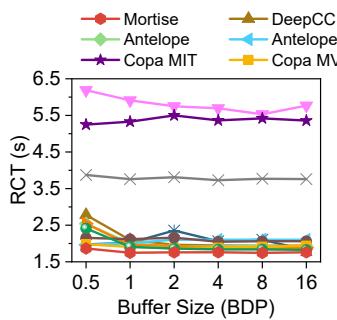 Mortise DeepCC
Antelope Antelope
Copa MIT Copa MV
6.5
5.5
4.5
3.5
2.5
1.5
RCT (s)
0.5 1 2 4 8 16
Buffer Size (BDP)